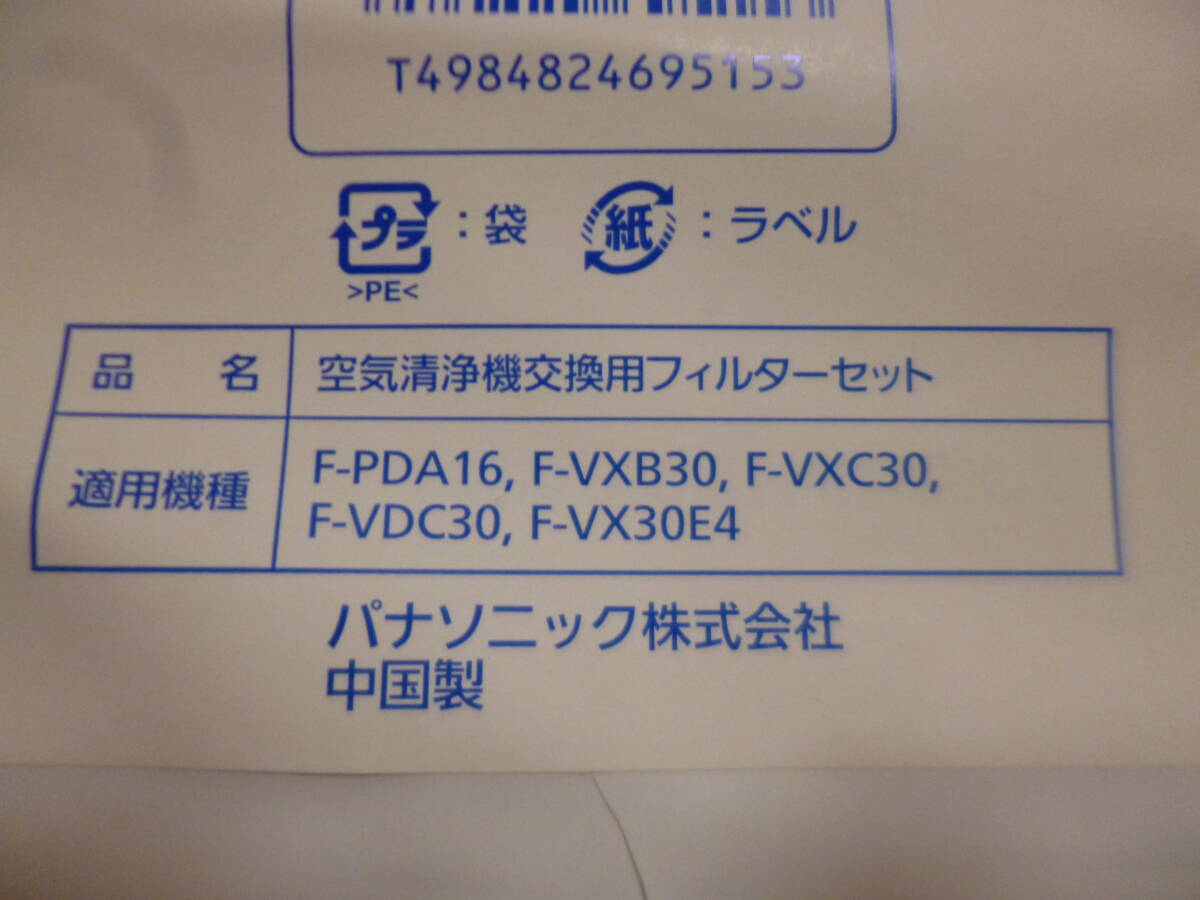 T4984824695153
プラ : 袋 紙 : ラベル
>PE<
品 名 空気清浄機交換用フィルターセット
適用機種 F-PDA16, F-VXB30, F-VXC30,
F-VDC30, F-VX30E4
パナソニック株式会社
中国製